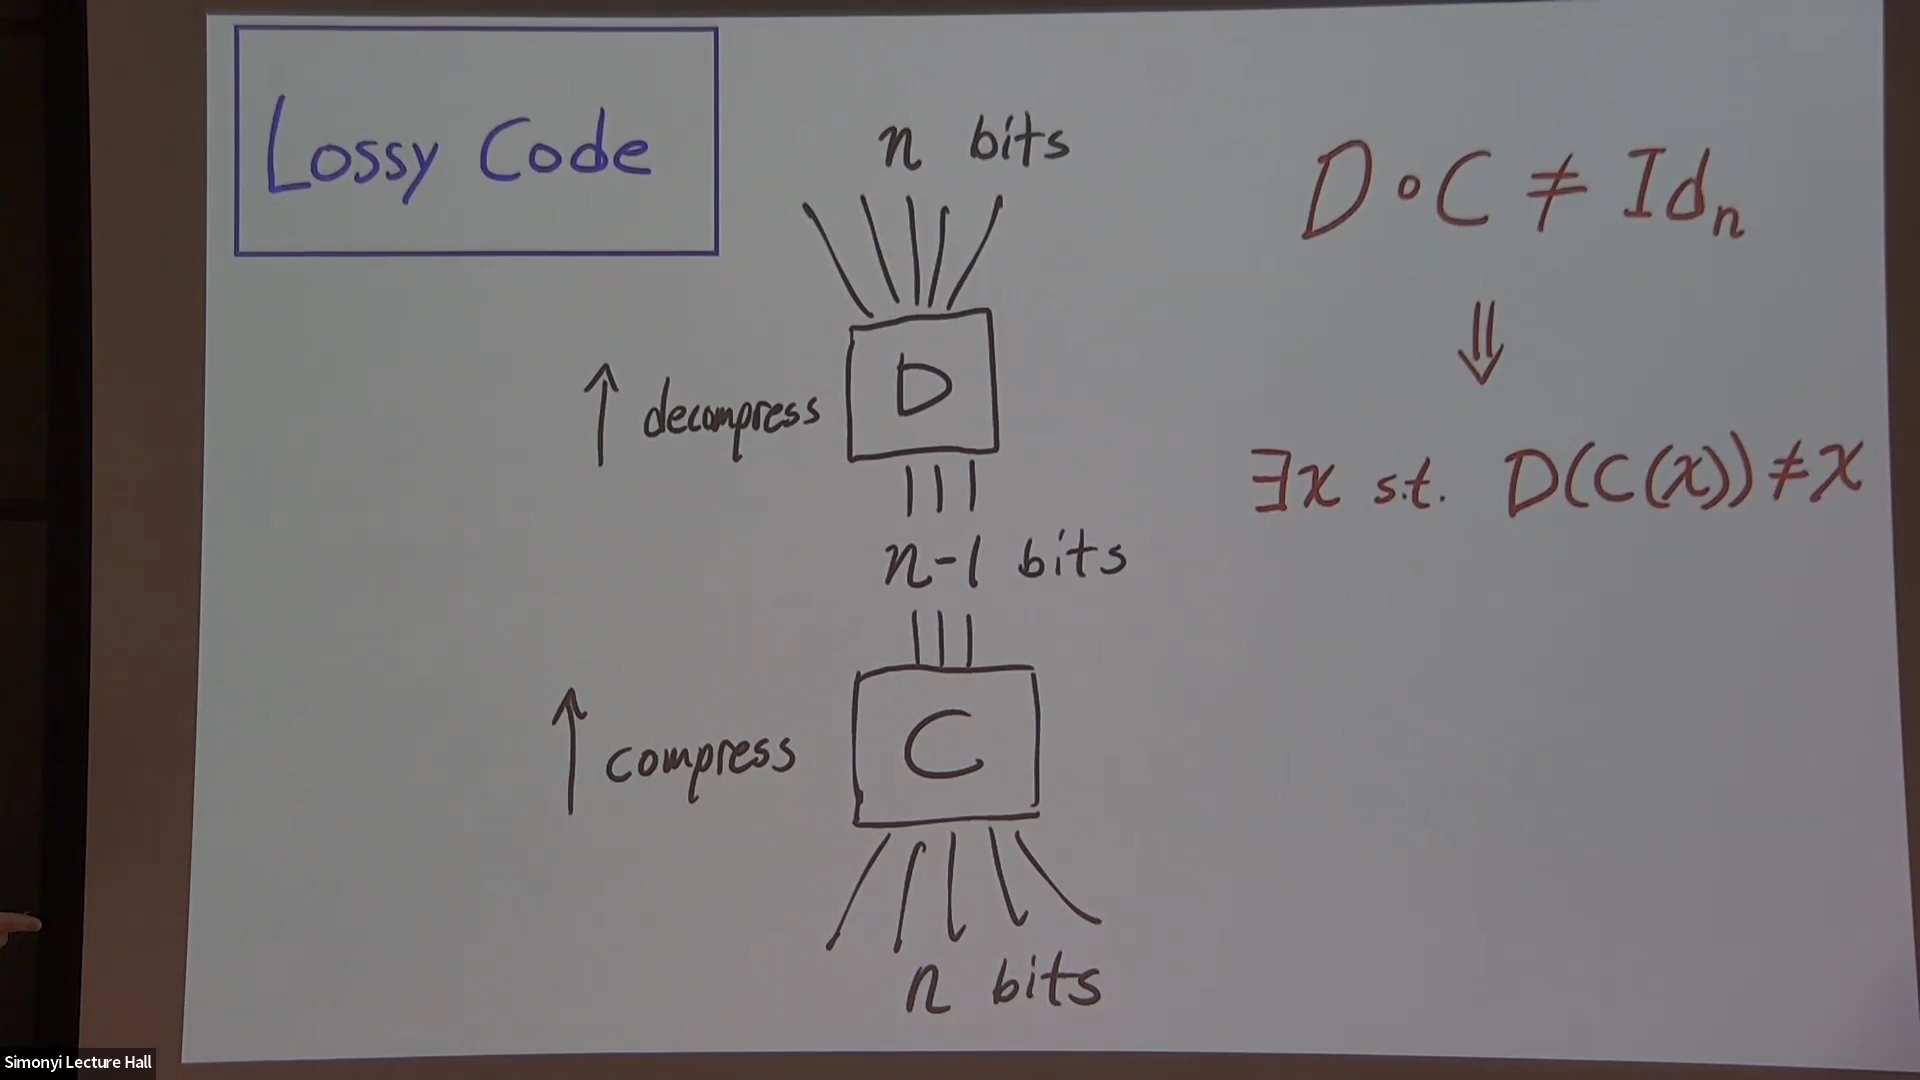 Lossy Code
n bits
D∘C ≠ Idₙ
⇓
∃x s.t. D(C(x)) ≠ x
↑ decompress
D
n-1 bits
↑ compress
C
n bits
Simonyi Lecture Hall